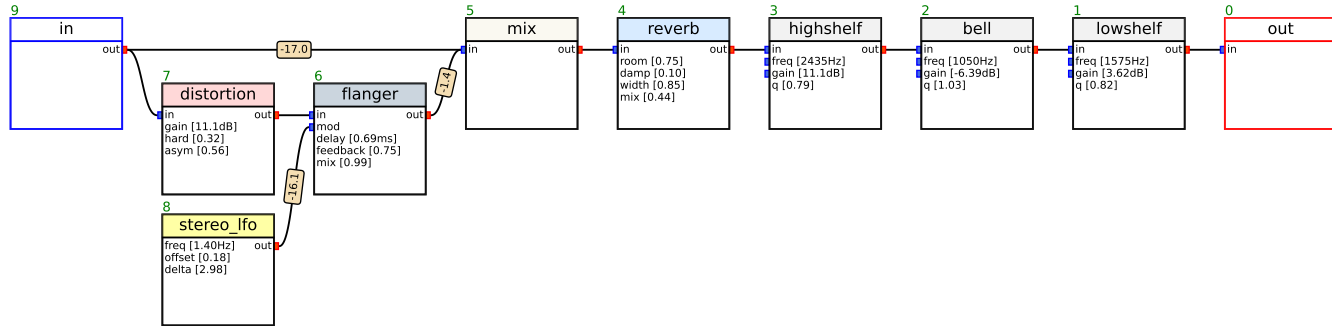 9
in
out
-17.0
7
distortion
in
out
gain [11.1dB]
hard [0.32]
asym [0.56]
8
stereo_lfo
freq [1.40Hz]
out
offset [0.18]
delta [2.98]
-16.1
6
flanger
in
out
mod
delay [0.69ms]
feedback [0.75]
mix [0.99]
-1.4
5
mix
in
out
4
reverb
in
out
room [0.75]
damp [0.10]
width [0.85]
mix [0.44]
3
highshelf
in
out
freq [2435Hz]
gain [11.1dB]
q [0.79]
2
bell
in
out
freq [1050Hz]
gain [-6.39dB]
q [1.03]
1
lowshelf
in
out
freq [1575Hz]
gain [3.62dB]
q [0.82]
0
out
in